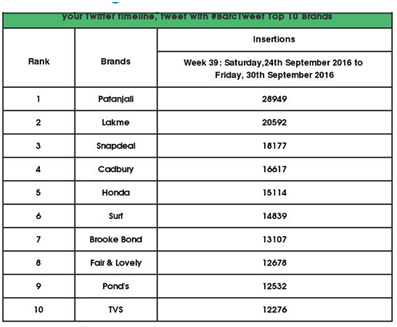 your Twitter timeline, tweet with #BarcTweet Top 10 Brands
Rank Brands Insertions
Week 39: Saturday,24th September 2016 to
Friday, 30th September 2016
1 Patanjali 28949
2 Lakme 20592
3 Snapdeal 18177
4 Cadbury 16617
5 Honda 15114
6 Surf 14839
7 Brooke Bond 13107
8 Fair & Lovely 12678
9 Pond's 12532
10 TVS 12276